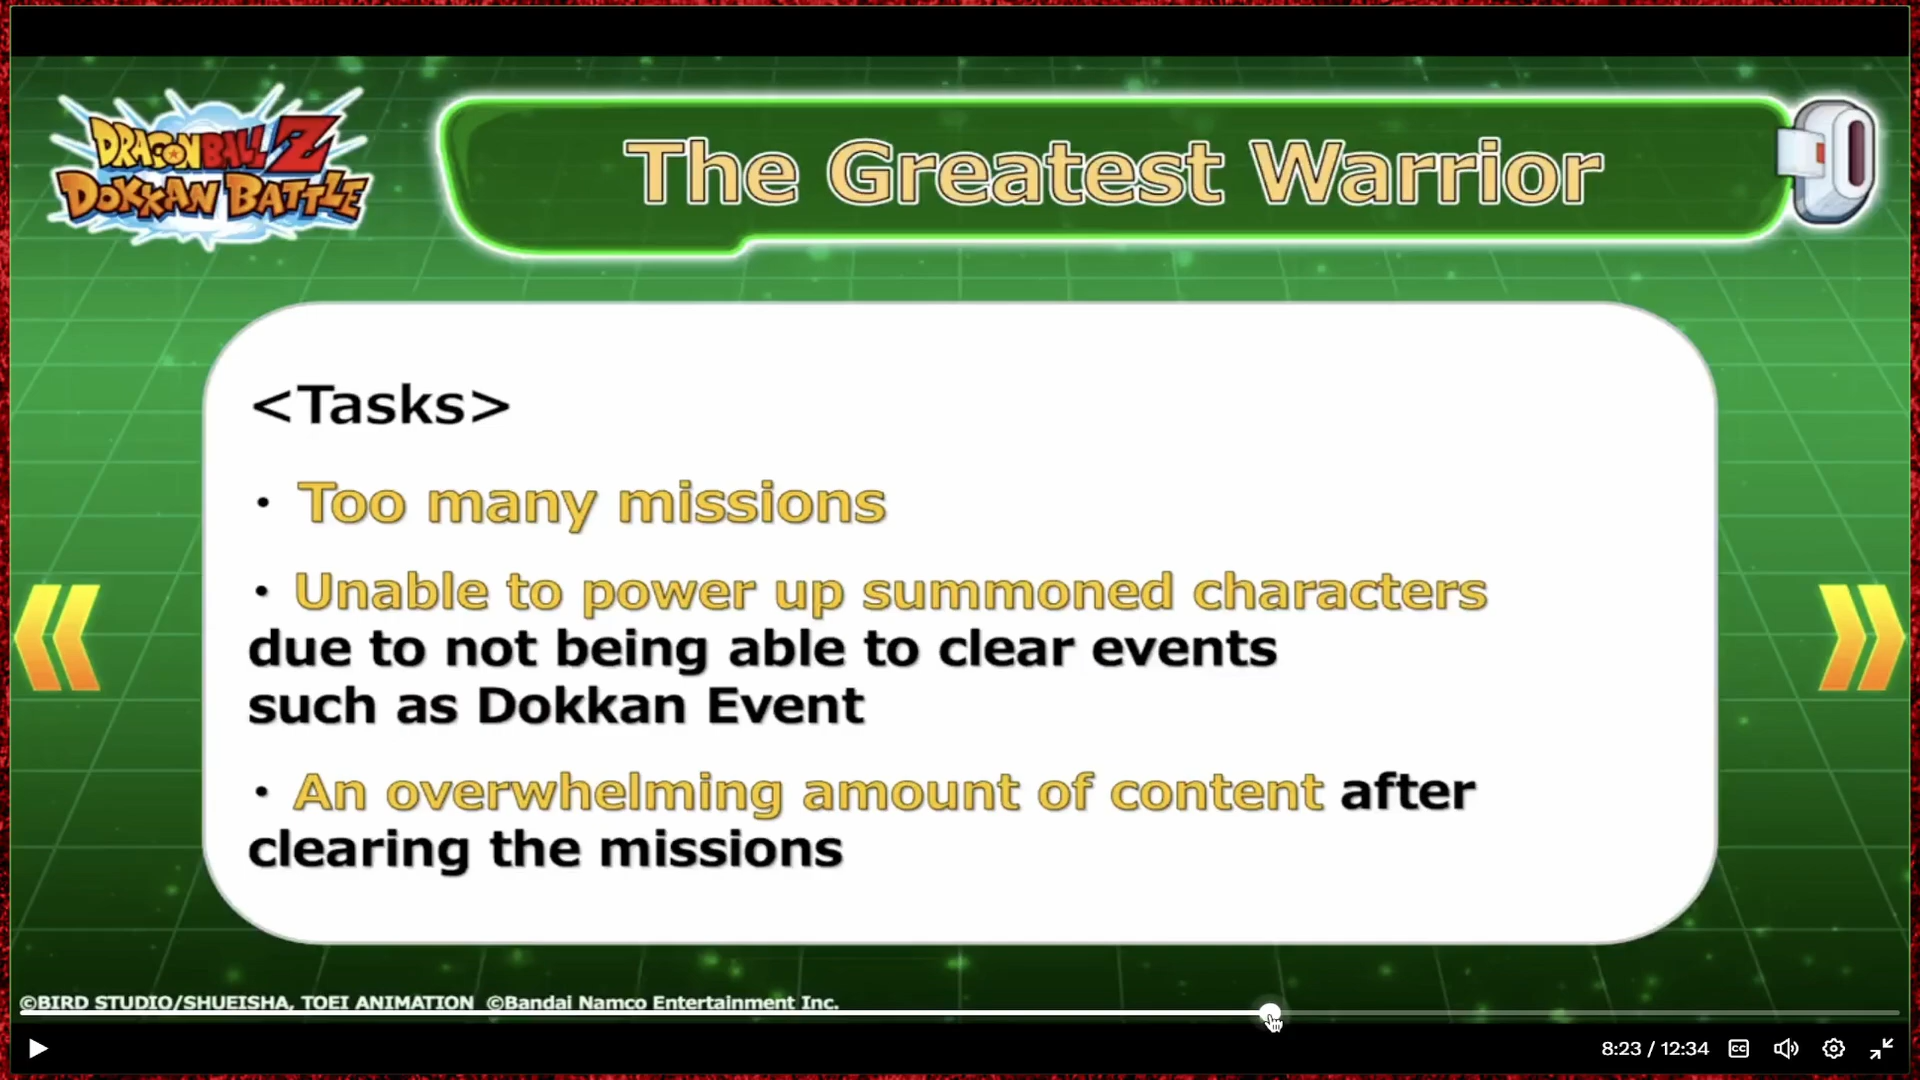 DRAGON BALL Z
DOKKAN BATTLE
The Greatest Warrior
<Tasks>
・Too many missions
・Unable to power up summoned characters
due to not being able to clear events
such as Dokkan Event
・An overwhelming amount of content after
clearing the missions
©BIRD STUDIO/SHUEISHA, TOEI ANIMATION ©Bandai Namco Entertainment Inc.
8:23 / 12:34 CC